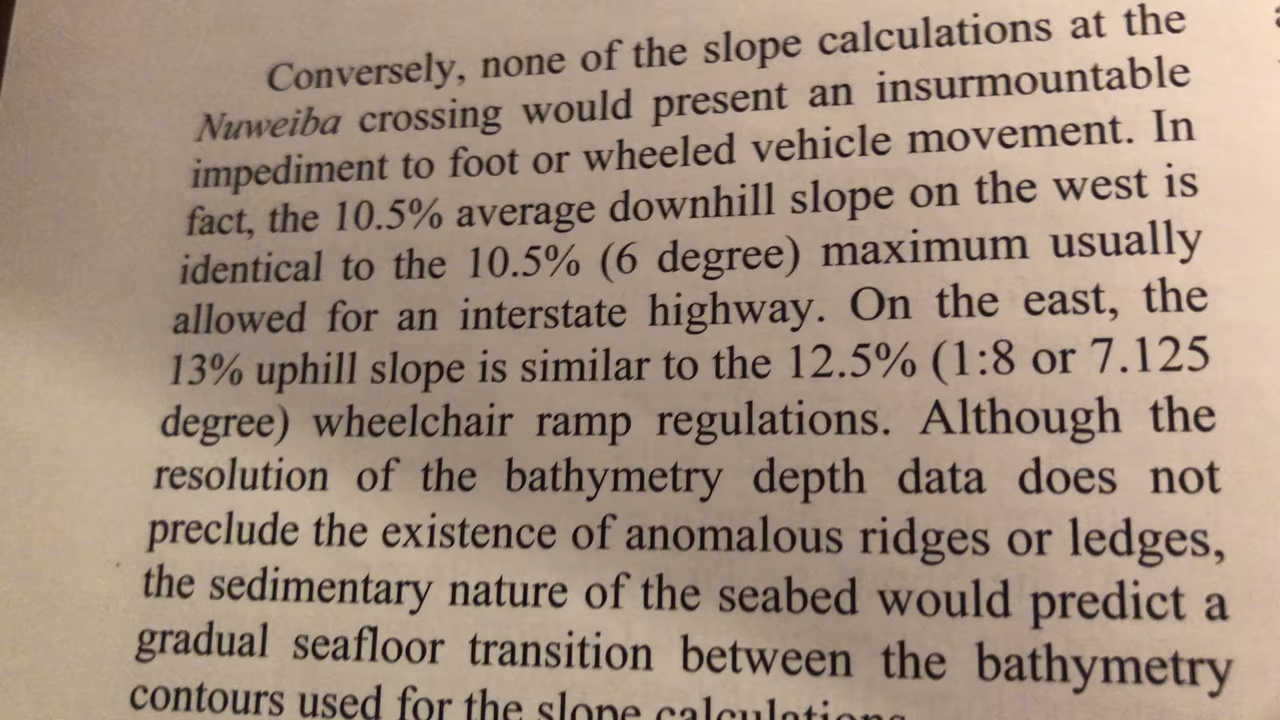 Conversely, none of the slope calculations at the
Nuweiba crossing would present an insurmountable
impediment to foot or wheeled vehicle movement. In
fact, the 10.5% average downhill slope on the west is
identical to the 10.5% (6 degree) maximum usually
allowed for an interstate highway. On the east, the
13% uphill slope is similar to the 12.5% (1:8 or 7.125
degree) wheelchair ramp regulations. Although the
resolution of the bathymetry depth data does not
preclude the existence of anomalous ridges or ledges,
the sedimentary nature of the seabed would predict a
gradual seafloor transition between the bathymetry
contours used for the slope calculations